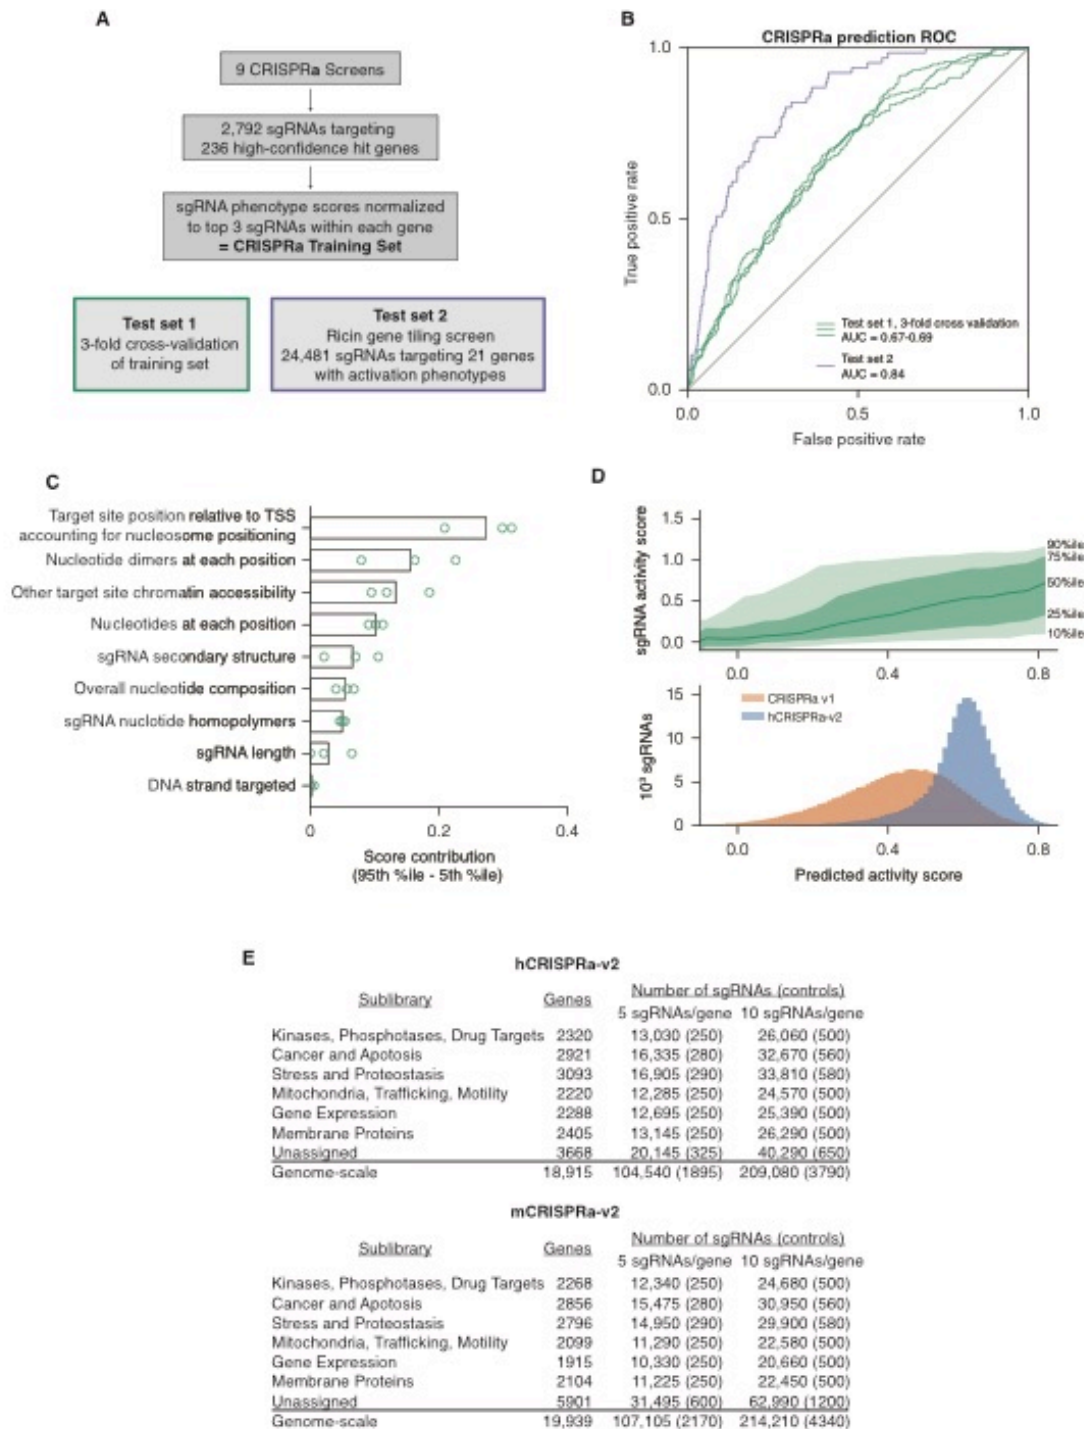 A
9 CRISPRa Screens
2,792 sgRNAs targeting
236 high-confidence hit genes
sgRNA phenotype scores normalized
to top 3 sgRNAs within each gene
= CRISPRa Training Set
Test set 1
3-fold cross-validation
of training set
Test set 2
Ricin gene tiling screen
24,481 sgRNAs targeting 21 genes
with activation phenotypes
B
CRISPRa prediction ROC
1.0
True positive rate
0.5
Test set 1, 3-fold cross validation
AUC = 0.67-0.69
Test set 2
AUC = 0.84
0.0
0.0 0.5 1.0
False positive rate
C
Target site position relative to TSS
accounting for nucleosome positioning
Nucleotide dimers at each position
Other target site chromatin accessibility
Nucleotides at each position
sgRNA secondary structure
Overall nucleotide composition
sgRNA nuclotide homopolymers
sgRNA length
DNA strand targeted
0 0.2 0.4
Score contribution
(95th %ile - 5th %ile)
D
sgRNA activity score
1.5
1.0
0.5
0.0
90%ile
75%ile
50%ile
25%ile
10%ile
0.0 0.4 0.8
10³ sgRNAs
15
10
5
0
CRISPRa v1
hCRISPRa-v2
0.0 0.4 0.8
Predicted activity score
E
hCRISPRa-v2
Sublibrary Genes Number of sgRNAs (controls)
5 sgRNAs/gene 10 sgRNAs/gene
Kinases, Phosphotases, Drug Targets 2320 13,030 (250) 26,060 (500)
Cancer and Apotosis 2921 16,335 (280) 32,670 (560)
Stress and Proteostasis 3093 16,905 (290) 33,810 (580)
Mitochondria, Trafficking, Motility 2220 12,285 (250) 24,570 (500)
Gene Expression 2288 12,695 (250) 25,390 (500)
Membrane Proteins 2405 13,145 (250) 26,290 (500)
Unassigned 3668 20,145 (325) 40,290 (650)
Genome-scale 18,915 104,540 (1895) 209,080 (3790)
mCRISPRa-v2
Sublibrary Genes Number of sgRNAs (controls)
5 sgRNAs/gene 10 sgRNAs/gene
Kinases, Phosphotases, Drug Targets 2268 12,340 (250) 24,680 (500)
Cancer and Apotosis 2856 15,475 (280) 30,950 (560)
Stress and Proteostasis 2796 14,950 (290) 29,900 (580)
Mitochondria, Trafficking, Motility 2099 11,290 (250) 22,580 (500)
Gene Expression 1915 10,330 (250) 20,660 (500)
Membrane Proteins 2104 11,225 (250) 22,450 (500)
Unassigned 5901 31,495 (600) 62,990 (1200)
Genome-scale 19,939 107,105 (2170) 214,210 (4340)